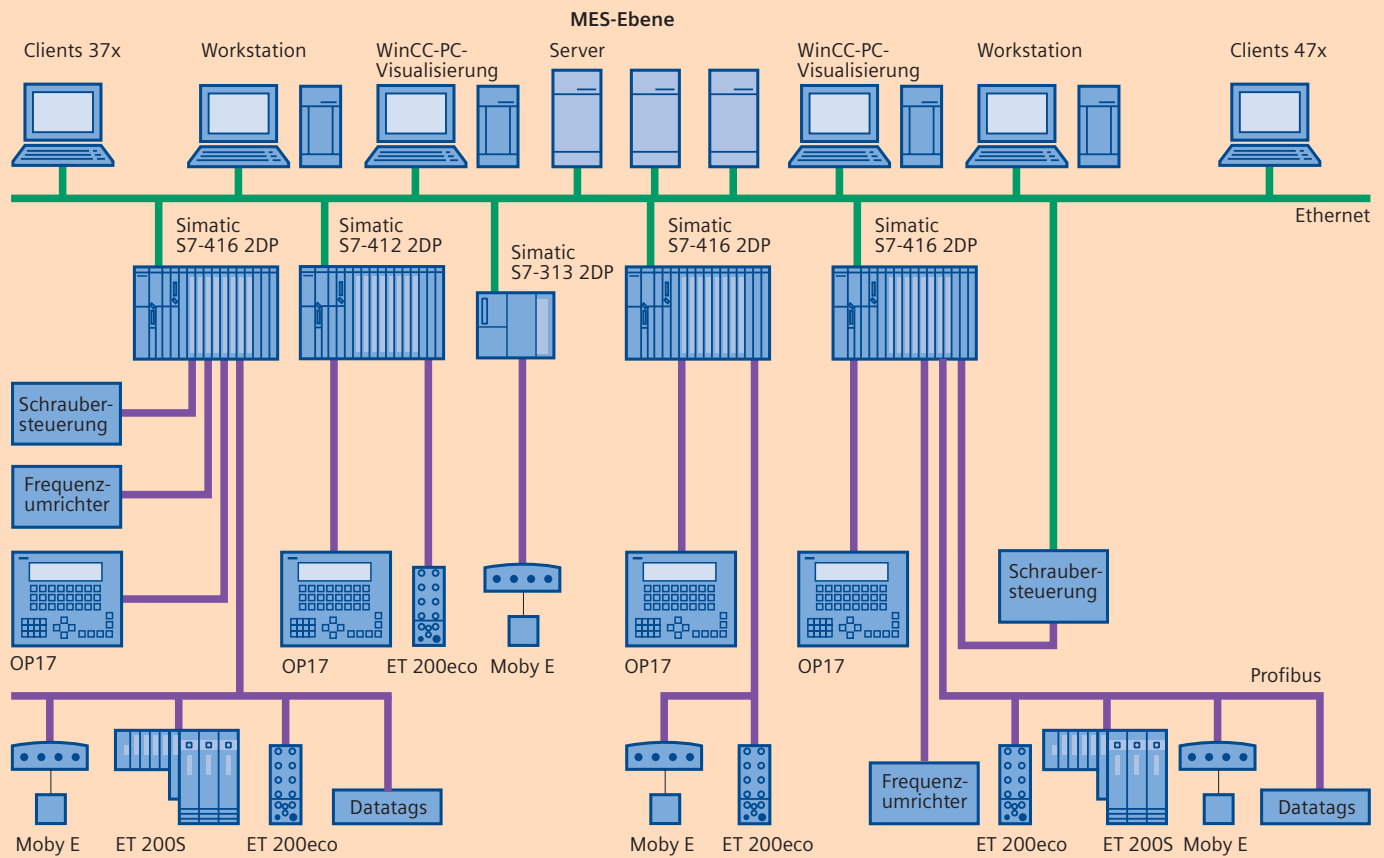 MES-Ebene
Clients 37x
Workstation
WinCC-PC-
Visualisierung
Server
WinCC-PC-
Visualisierung
Workstation
Clients 47x
Ethernet
Simatic
S7-416 2DP
Simatic
S7-412 2DP
Simatic
S7-313 2DP
Simatic
S7-416 2DP
Simatic
S7-416 2DP
Schrauber-
steuerung
Frequenz-
umrichter
OP17
OP17
ET 200eco
Moby E
OP17
OP17
Schrauber-
steuerung
Profibus
Moby E
ET 200S
ET 200eco
Datatags
Moby E
ET 200eco
Frequenz-
umrichter
ET 200eco
ET 200S
Moby E
Datatags